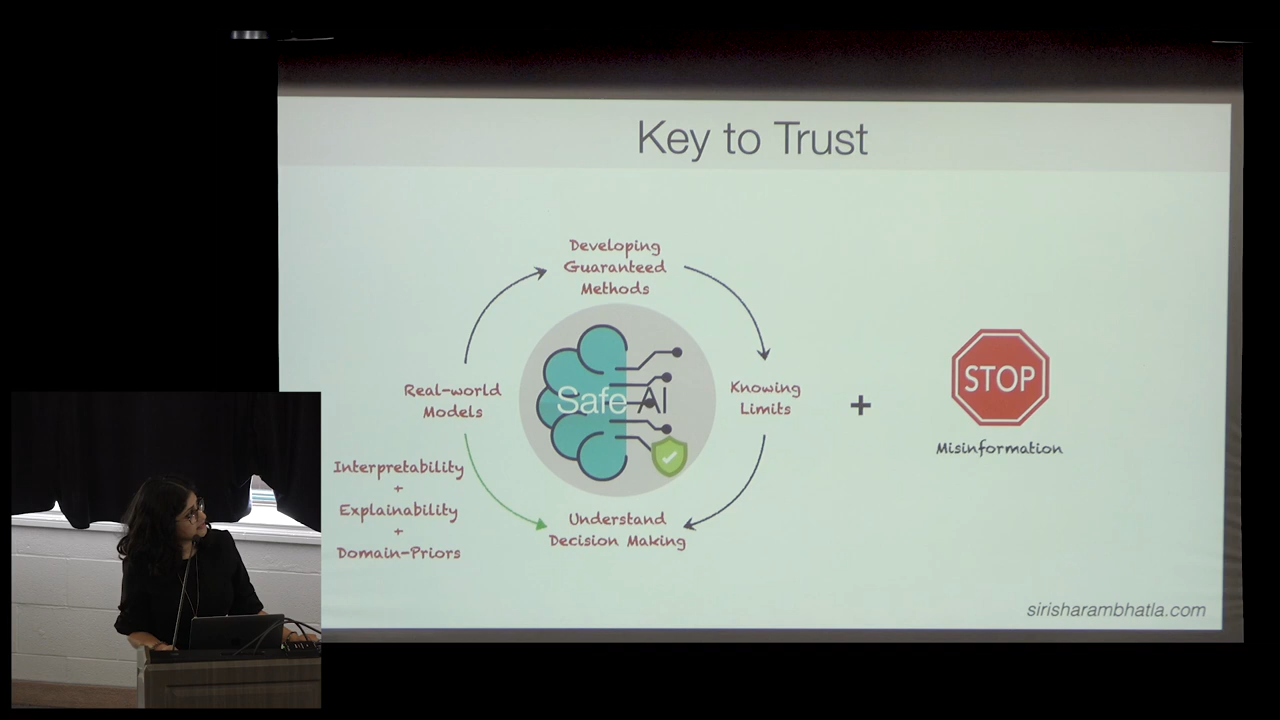 Key to Trust
Developing
Guaranteed
Methods
Real-world
Models
Safe AI
Knowing
Limits
+
STOP
Misinformation
Interpretability
+
Explainability
+
Domain-Priors
Understand
Decision Making
sirisharambhatla.com